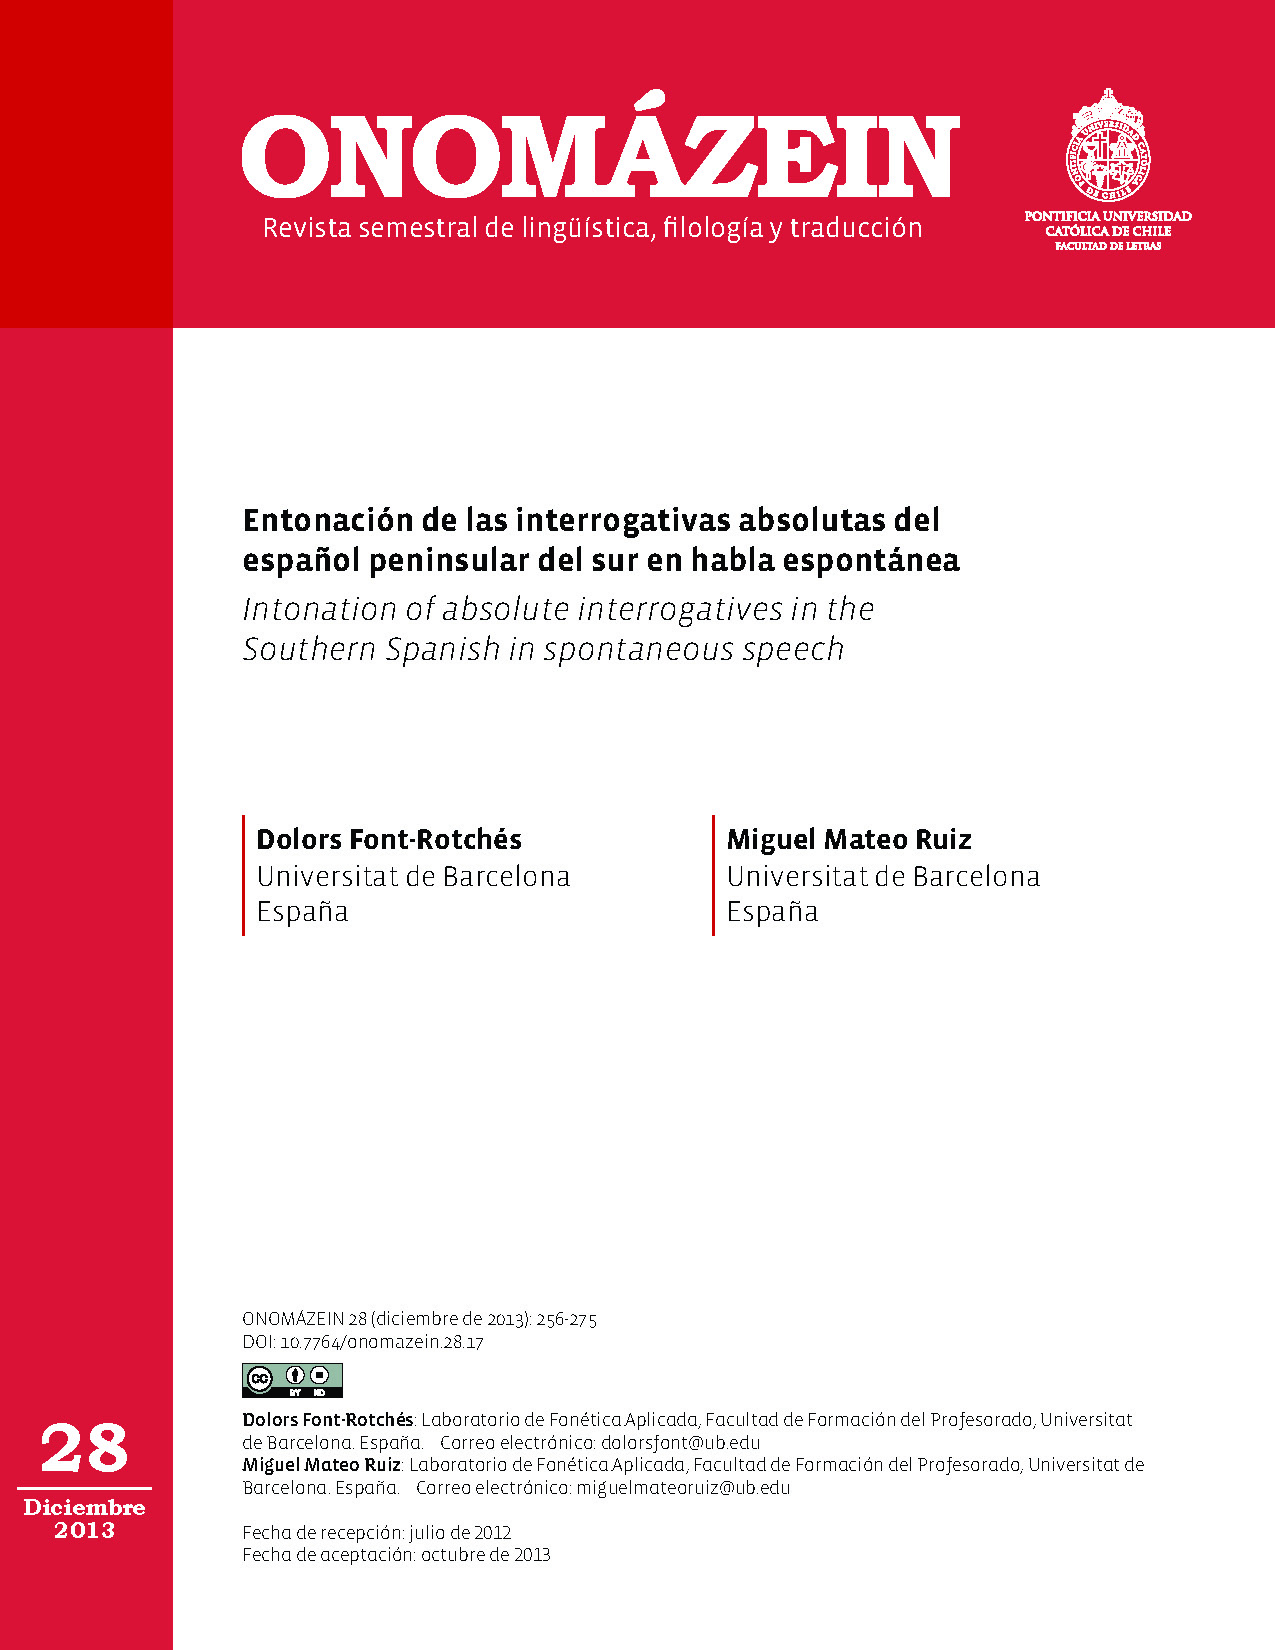 ONOMÁZEIN
Revista semestral de lingüística, filología y traducción
PONTIFICIA UNIVERSIDAD CATÓLICA DE CHILE
PONTIFICIA UNIVERSIDAD
CATÓLICA DE CHILE
FACULTAD DE LETRAS
Entonación de las interrogativas absolutas del
español peninsular del sur en habla espontánea
Intonation of absolute interrogatives in the
Southern Spanish in spontaneous speech
Dolors Font-Rotchés
Universitat de Barcelona
España
Miguel Mateo Ruiz
Universitat de Barcelona
España
ONOMÁZEIN 28 (diciembre de 2013): 256-275
DOI: 10.7764/onomazein.28.17
CC BY ND
Dolors Font-Rotchés: Laboratorio de Fonética Aplicada, Facultad de Formación del Profesorado, Universitat
de Barcelona. España. Correo electrónico: dolorsfont@ub.edu
Miguel Mateo Ruiz: Laboratorio de Fonética Aplicada, Facultad de Formación del Profesorado, Universitat de
Barcelona. España. Correo electrónico: miguelmateoruiz@ub.edu
Fecha de recepción: julio de 2012
Fecha de aceptación: octubre de 2013
28
Diciembre
2013